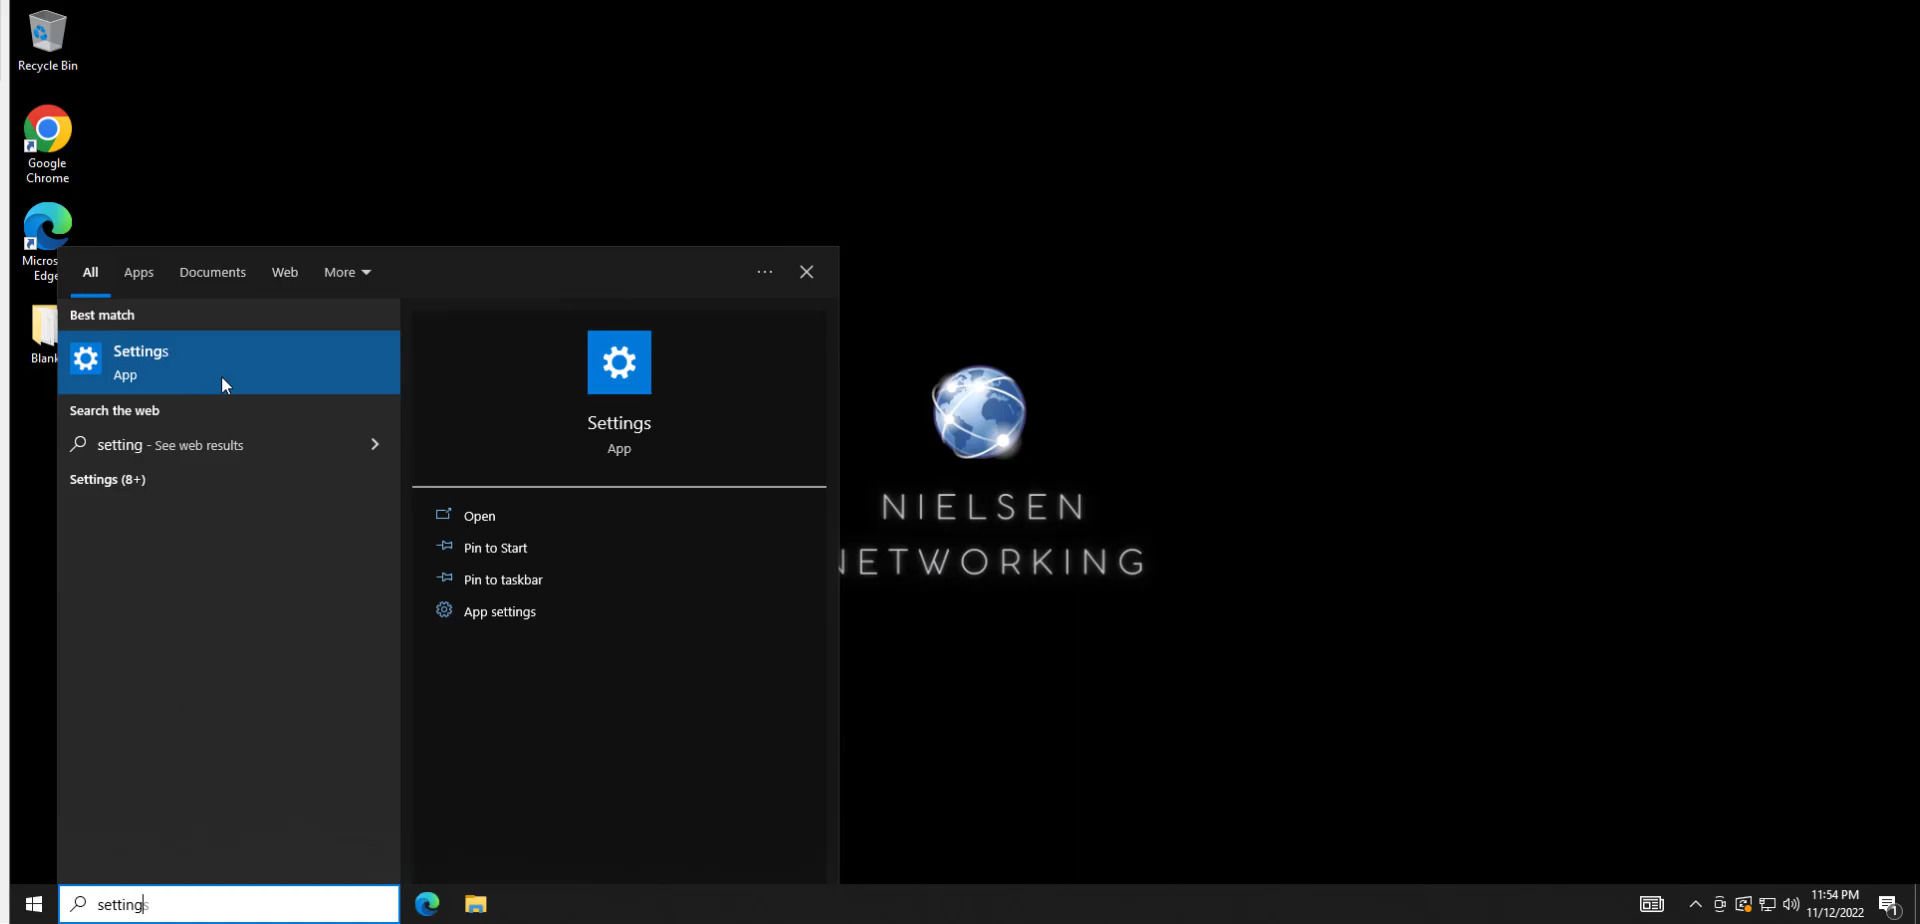 Recycle Bin
Google
Chrome
Micros
Edge
Blank
All Apps Documents Web More
Best match
Settings
App
Search the web
setting - See web results
Settings (8+)
Settings
App
Open
Pin to Start
Pin to taskbar
App settings
NIELSEN
NETWORKING
settings
11:54 PM
11/12/2022
1